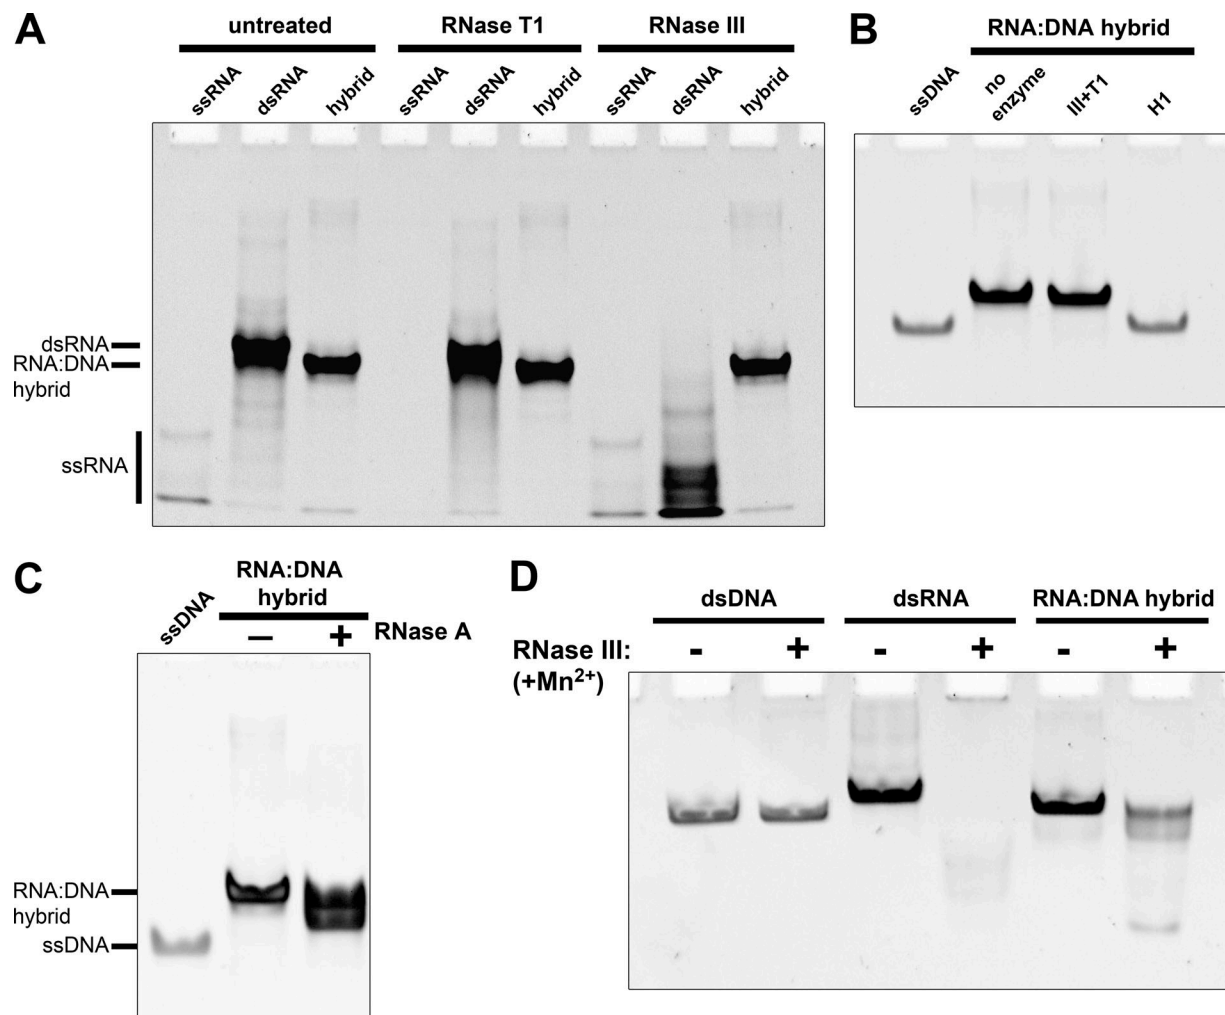 A
untreated
RNase T1
RNase III
ssRNA
dsRNA
hybrid
ssRNA
dsRNA
hybrid
ssRNA
dsRNA
hybrid
dsRNA
RNA:DNA
hybrid
ssRNA
B
RNA:DNA hybrid
ssDNA
no
enzyme
III+T1
H1
C
RNA:DNA
hybrid
ssDNA
– + RNase A
RNA:DNA
hybrid
ssDNA
D
dsDNA
dsRNA
RNA:DNA hybrid
RNase III: - + - + - +
(+Mn²⁺)